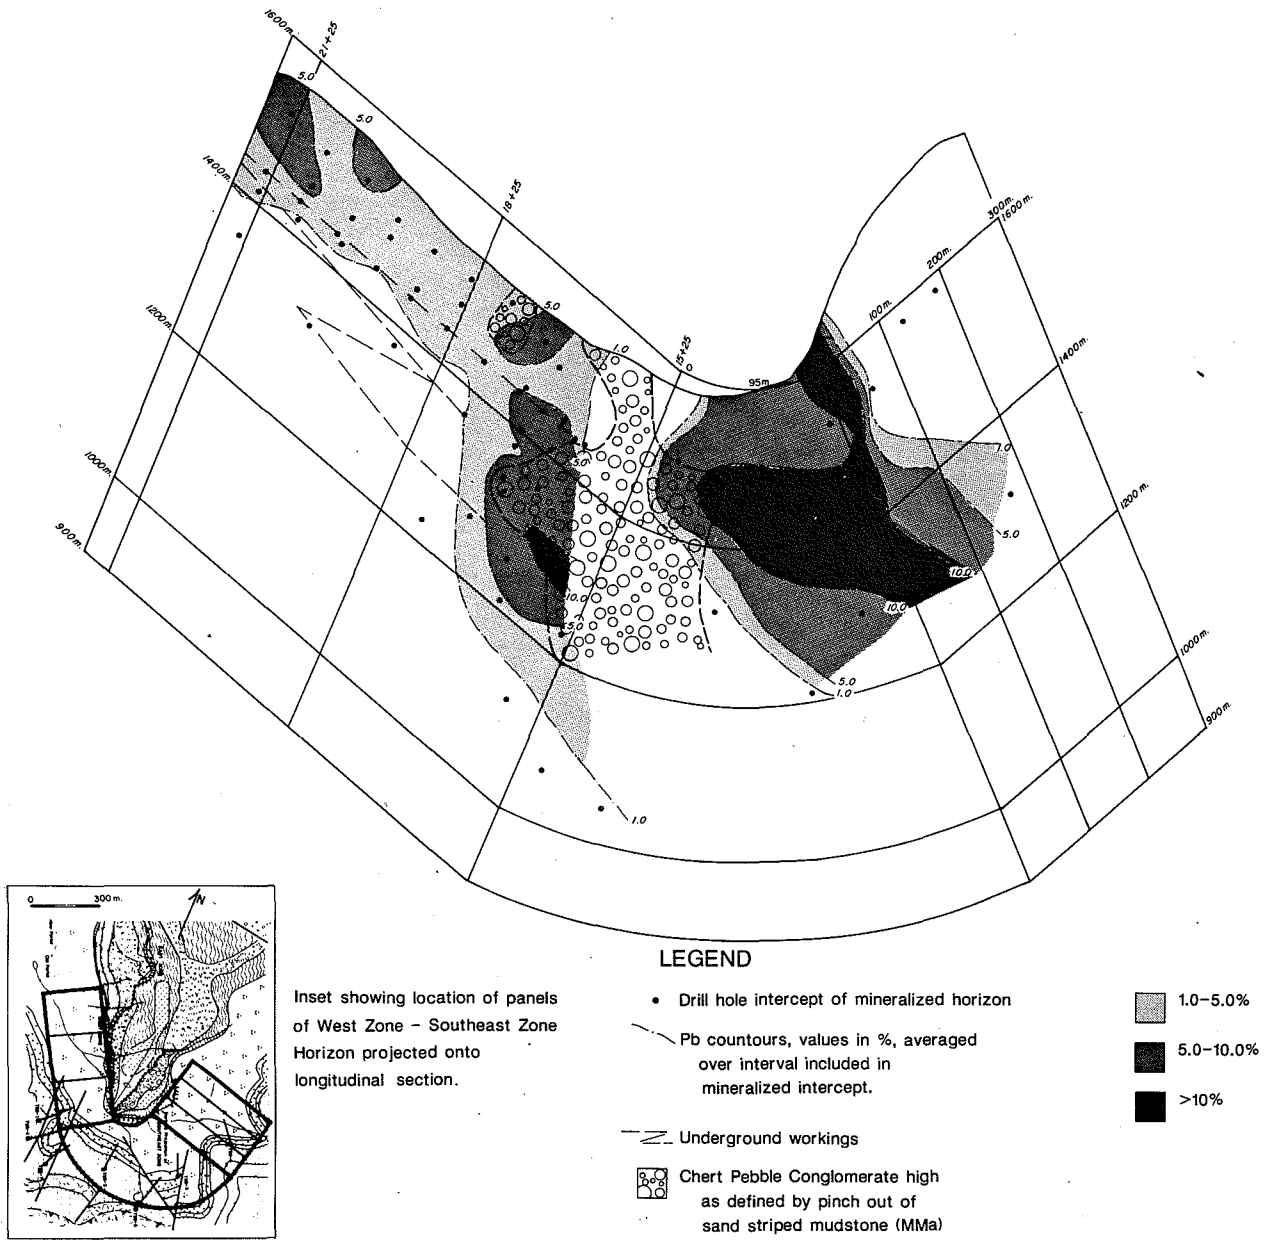 1600m.
21+25
5.0
5.0
1400m.
18+25
300m.
1600m.
200m.
100m.
1200m.
5.0
1.0
15+25
0
95m
1400m.
1.0
1000m.
5.0
1200m.
5.0
900m.
10.0
10.0
10.0
5.0
1000m.
5.0
1.0
900m.
1.0
0 300m.
N
Inset showing location of panels
of West Zone – Southeast Zone
Horizon projected onto
longitudinal section.
LEGEND
Drill hole intercept of mineralized horizon
Pb countours, values in %, averaged
over interval included in
mineralized intercept.
Underground workings
Chert Pebble Conglomerate high
as defined by pinch out of
sand striped mudstone (MMa)
1.0–5.0%
5.0–10.0%
>10%